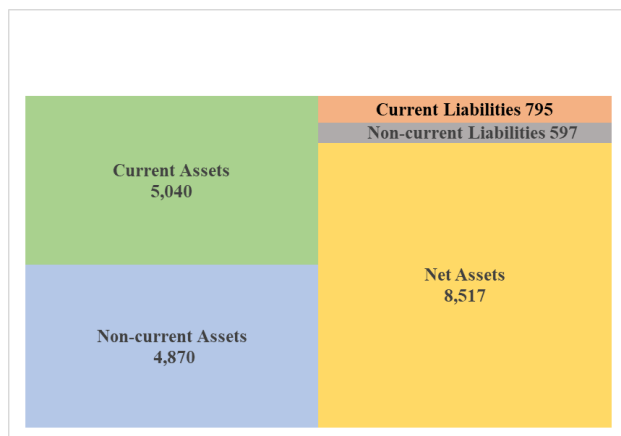 Current Assets
5,040
Non-current Assets
4,870
Current Liabilities 795
Non-current Liabilities 597
Net Assets
8,517